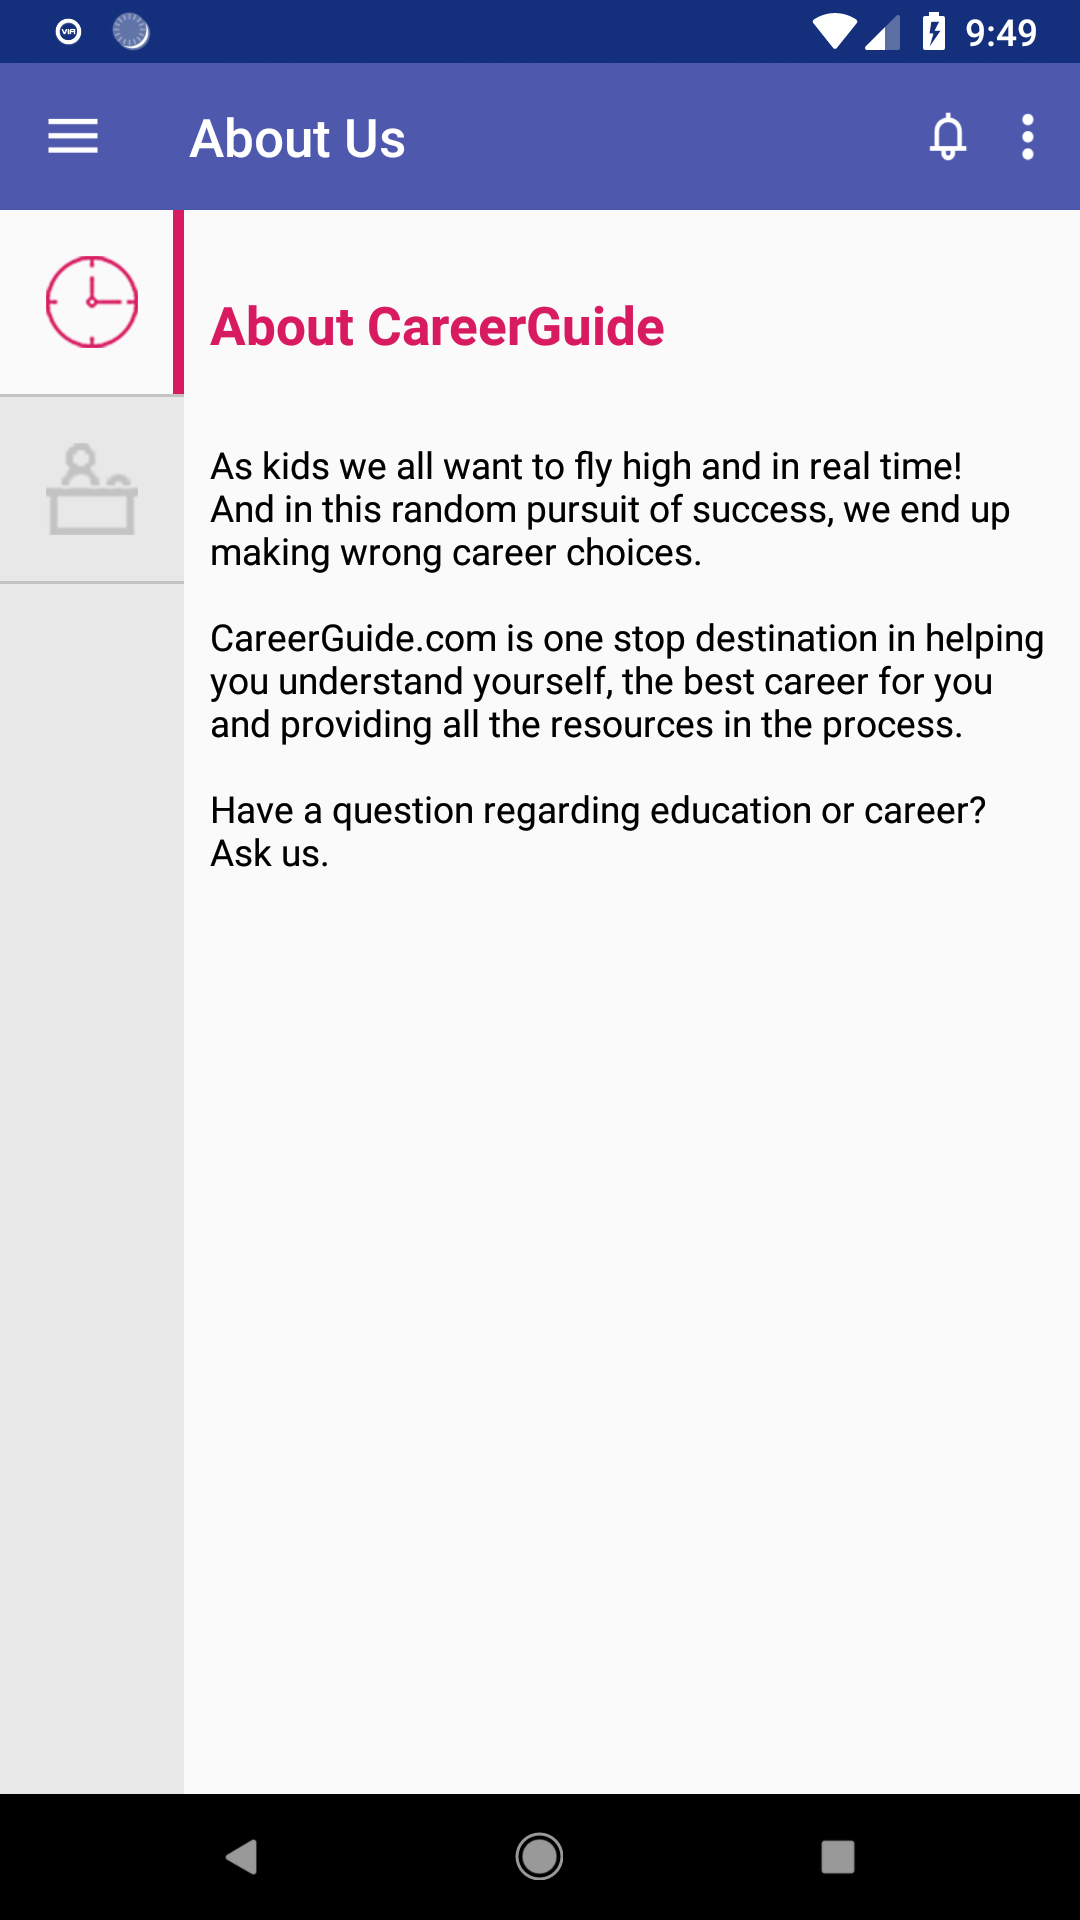 VIA
9:49
About Us
About CareerGuide
As kids we all want to fly high and in real time!
And in this random pursuit of success, we end up
making wrong career choices.
CareerGuide.com is one stop destination in helping
you understand yourself, the best career for you
and providing all the resources in the process.
Have a question regarding education or career?
Ask us.